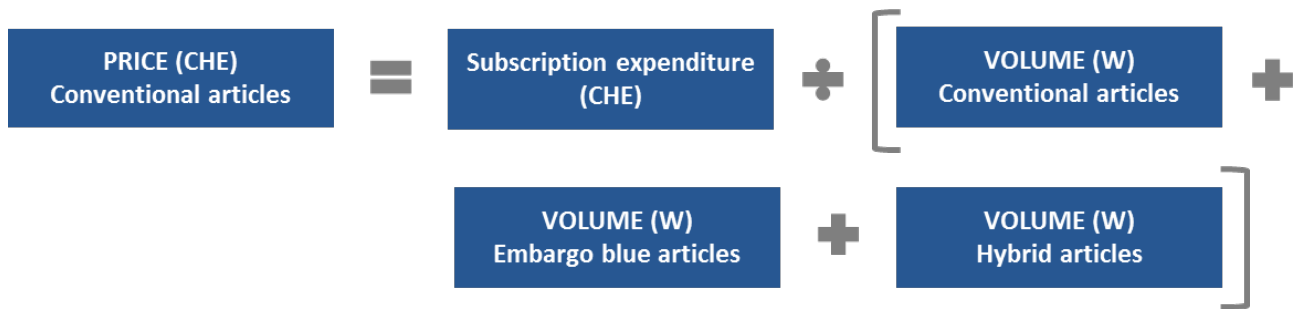 PRICE (CHE)
Conventional articles
=
Subscription expenditure
(CHE)
÷
[
VOLUME (W)
Conventional articles
+
VOLUME (W)
Embargo blue articles
+
VOLUME (W)
Hybrid articles
]